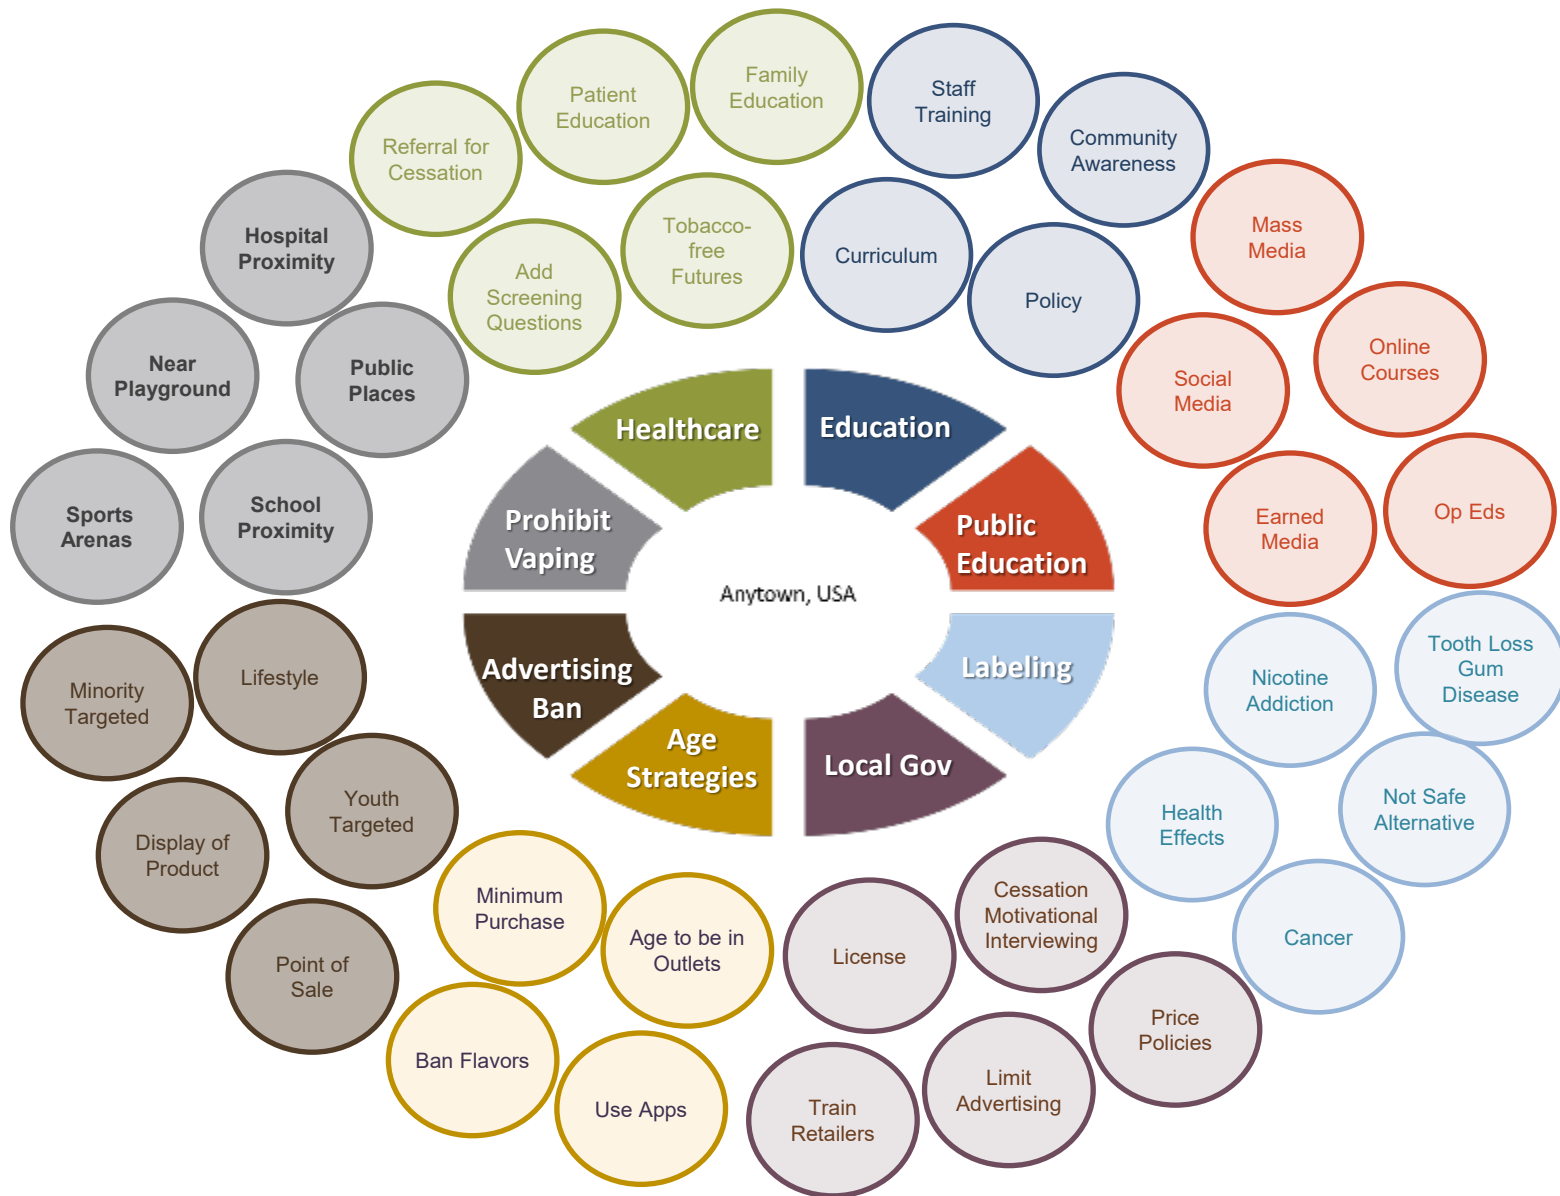 Family
Education
Staff
Training
Patient
Education
Community
Awareness
Referral for
Cessation
Mass
Media
Hospital
Proximity
Tobacco-
free
Futures
Curriculum
Add
Screening
Questions
Policy
Near
Playground
Public
Places
Social
Media
Online
Courses
Healthcare
Education
Sports
Arenas
School
Proximity
Prohibit
Vaping
Public
Education
Earned
Media
Op Eds
Anytown, USA
Minority
Targeted
Lifestyle
Advertising
Ban
Labeling
Nicotine
Addiction
Tooth Loss
Gum
Disease
Age
Strategies
Local Gov
Display of
Product
Youth
Targeted
Health
Effects
Not Safe
Alternative
Minimum
Purchase
Age to be in
Outlets
License
Cessation
Motivational
Interviewing
Cancer
Point of
Sale
Price
Policies
Ban Flavors
Use Apps
Train
Retailers
Limit
Advertising